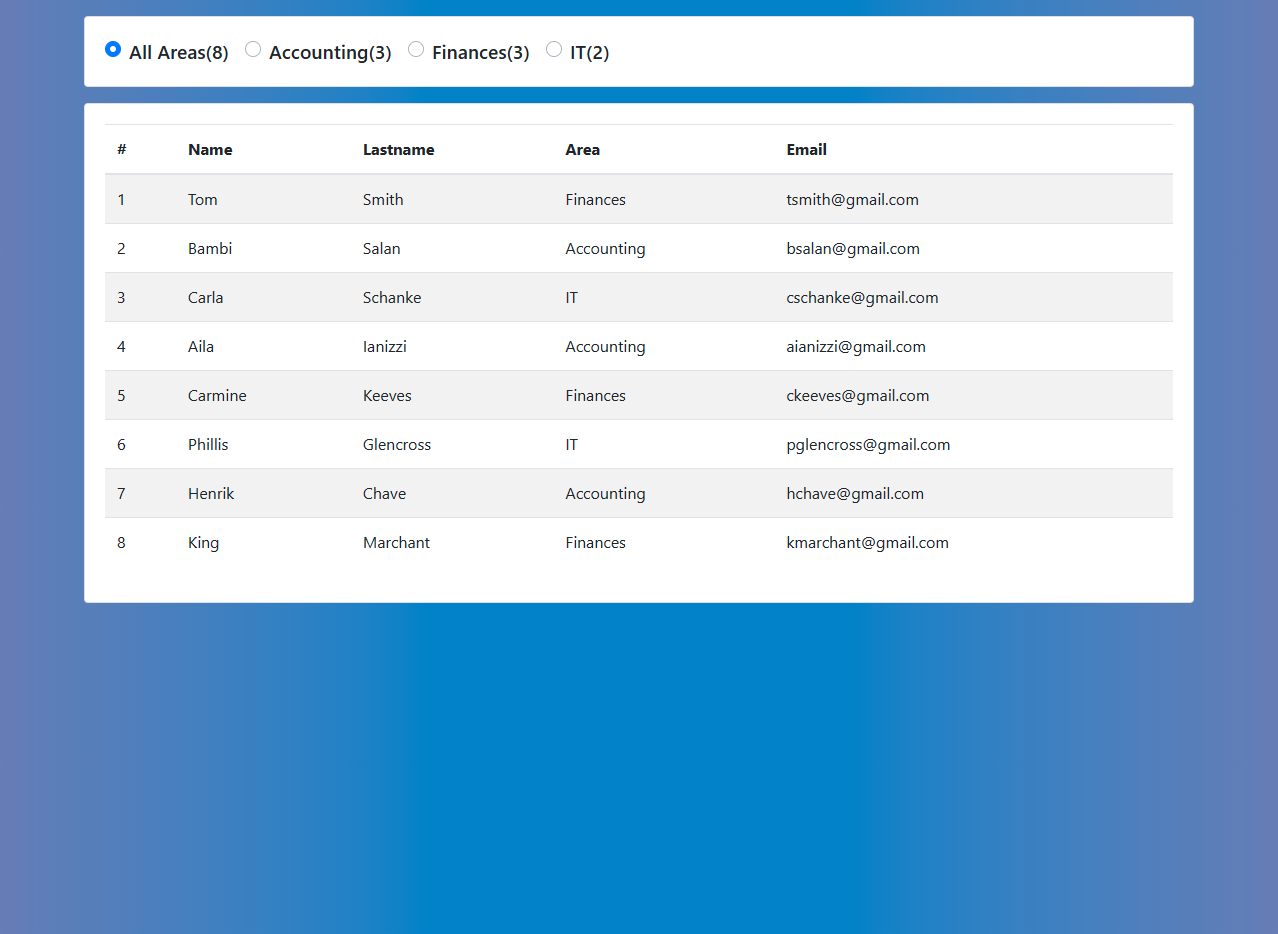 All Areas(8) Accounting(3) Finances(3) IT(2)
# Name Lastname Area Email
1 Tom Smith Finances tsmith@gmail.com
2 Bambi Salan Accounting bsalan@gmail.com
3 Carla Schanke IT cschanke@gmail.com
4 Aila Ianizzi Accounting aianizzi@gmail.com
5 Carmine Keeves Finances ckeeves@gmail.com
6 Phillis Glencross IT pglencross@gmail.com
7 Henrik Chave Accounting hchave@gmail.com
8 King Marchant Finances kmarchant@gmail.com